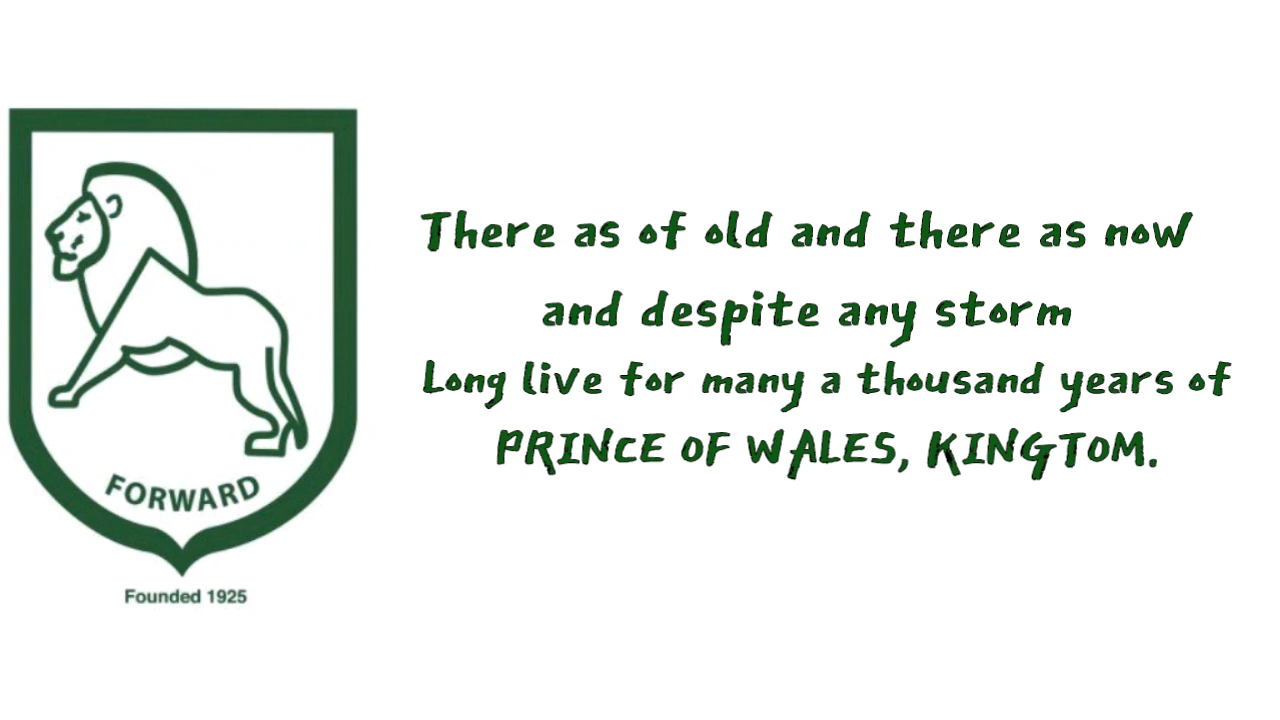 FORWARD
Founded 1925
There as of old and there as now
and despite any storm
Long live for many a thousand years of
PRINCE OF WALES, KINGTOM.